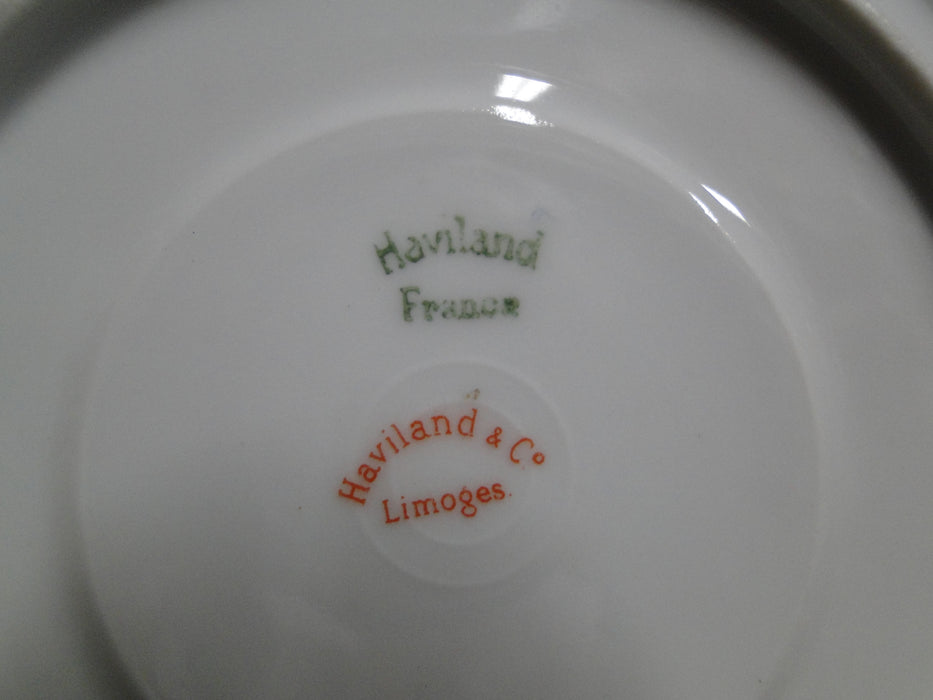 Haviland
France
Haviland & Co
Limoges.